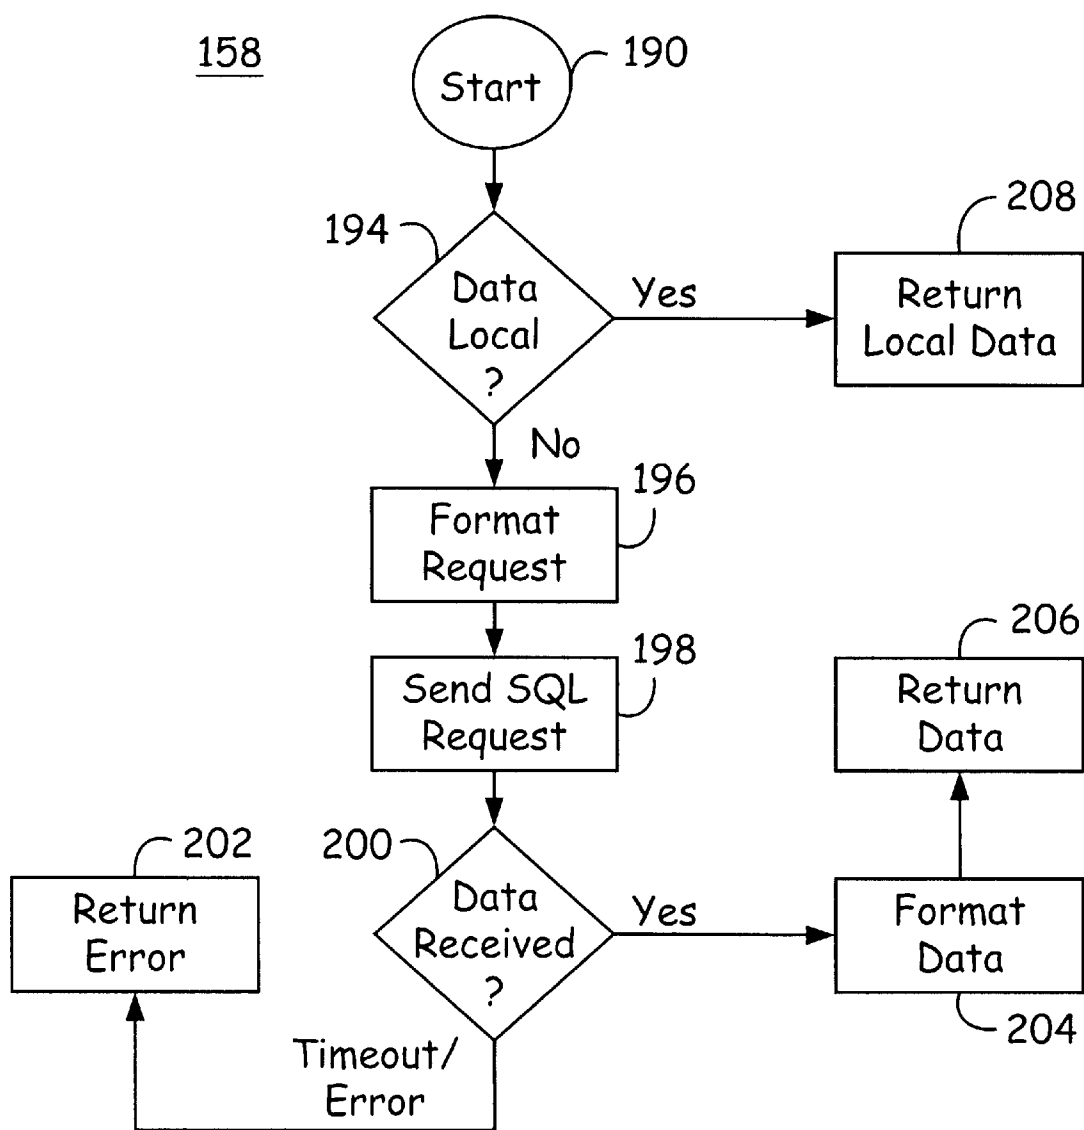 158
Start
190
194
Data
Local
?
Yes
208
Return
Local Data
No
196
Format
Request
198
Send SQL
Request
206
Return
Data
202
Return
Error
200
Data
Received
?
Yes
Format
Data
204
Timeout/
Error